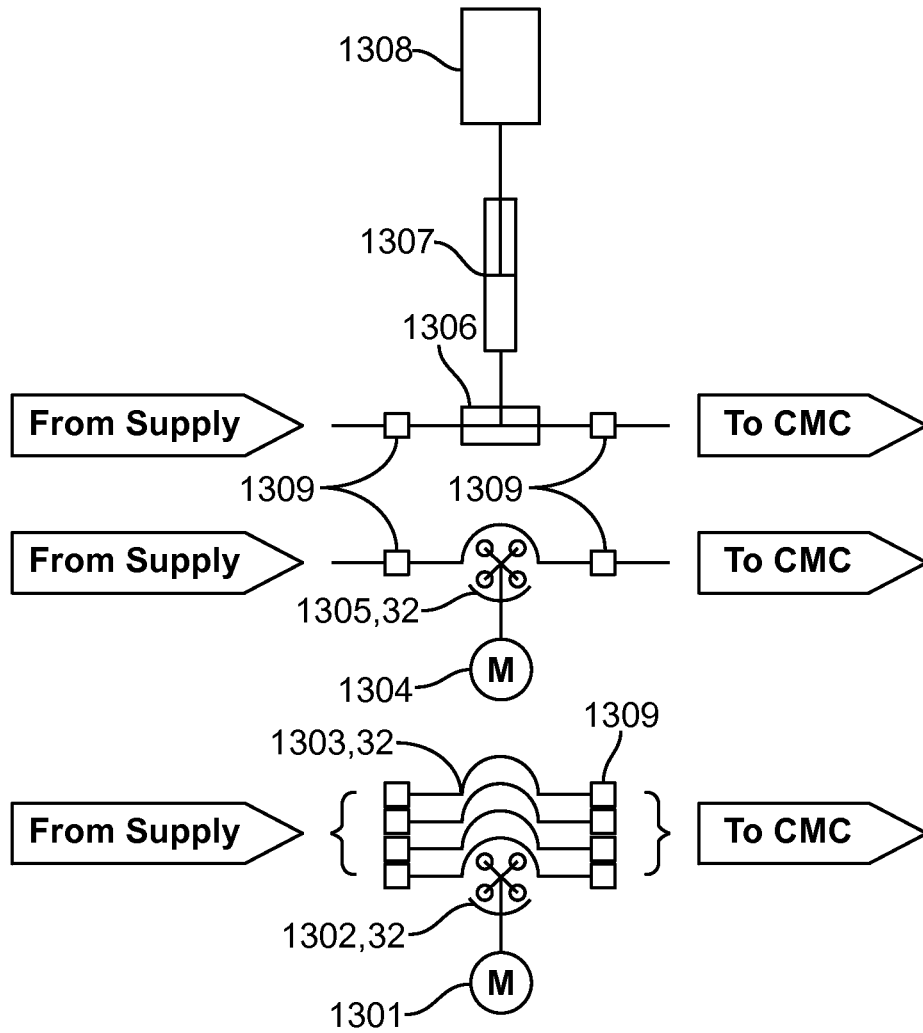 1308
1307
1306
From Supply
To CMC
1309
1309
From Supply
To CMC
1305,32
M
1304
1309
1303,32
From Supply
To CMC
1302,32
M
1301